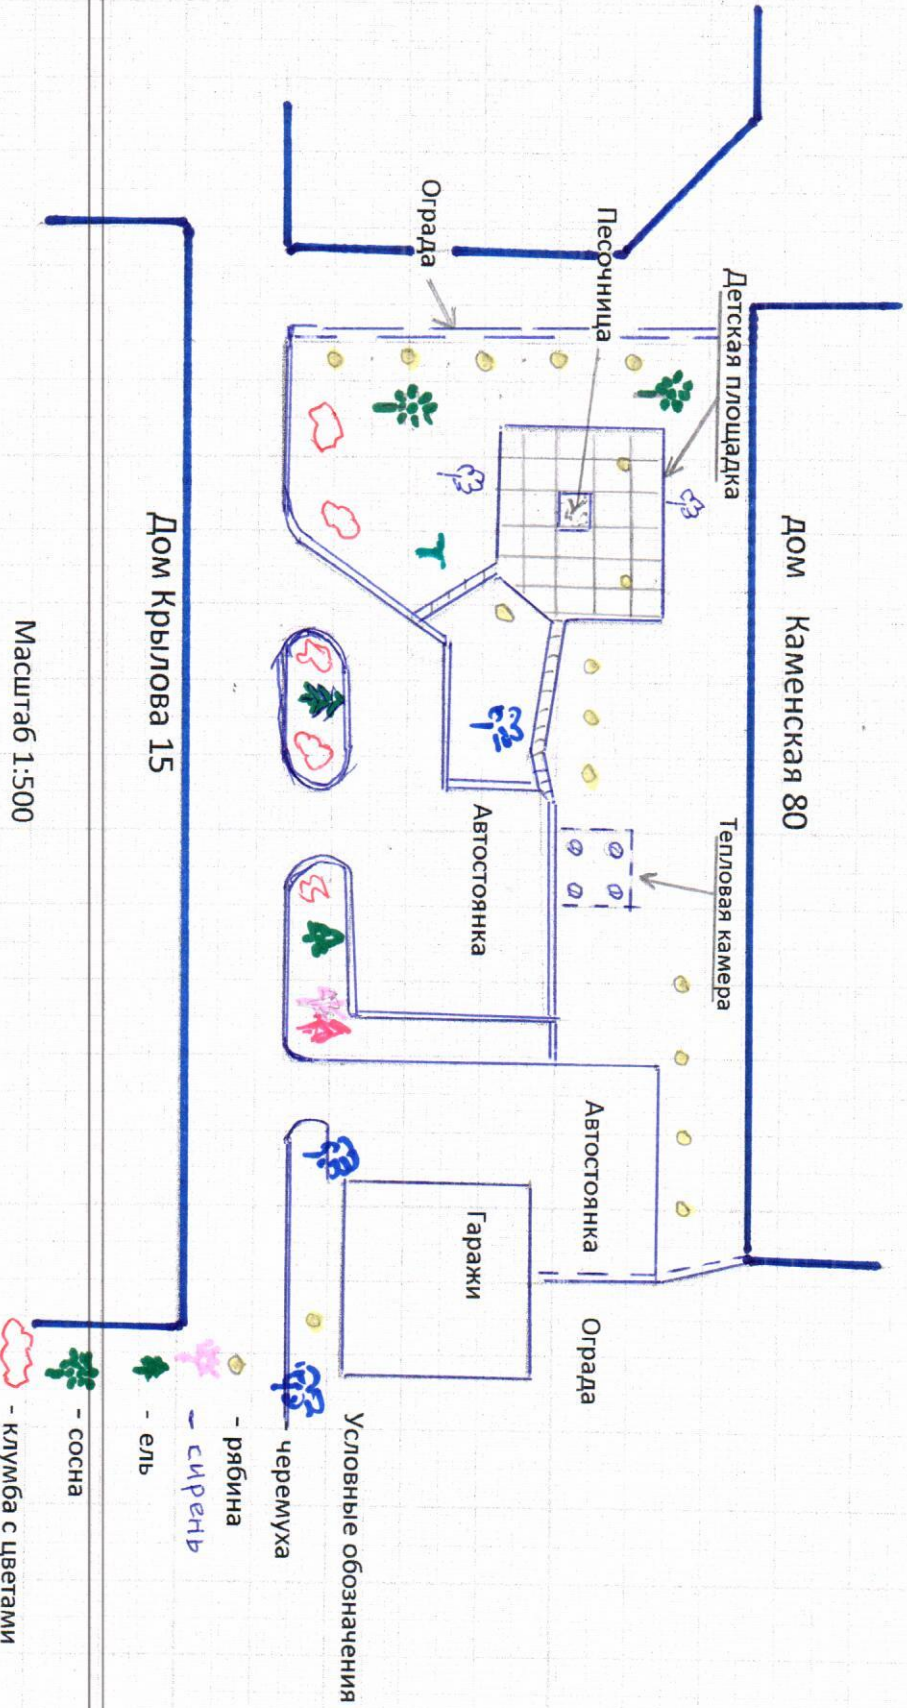 дом Каменская 80
Детская площадка
Тепловая камера
Песочница
Ограда
Автостоянка
Автостоянка
Гаражи
Ограда
Дом Крылова 15
Условные обозначения
- черемуха
- рябина
- сирень
- ель
- сосна
- клумба с цветами
Масштаб 1:500